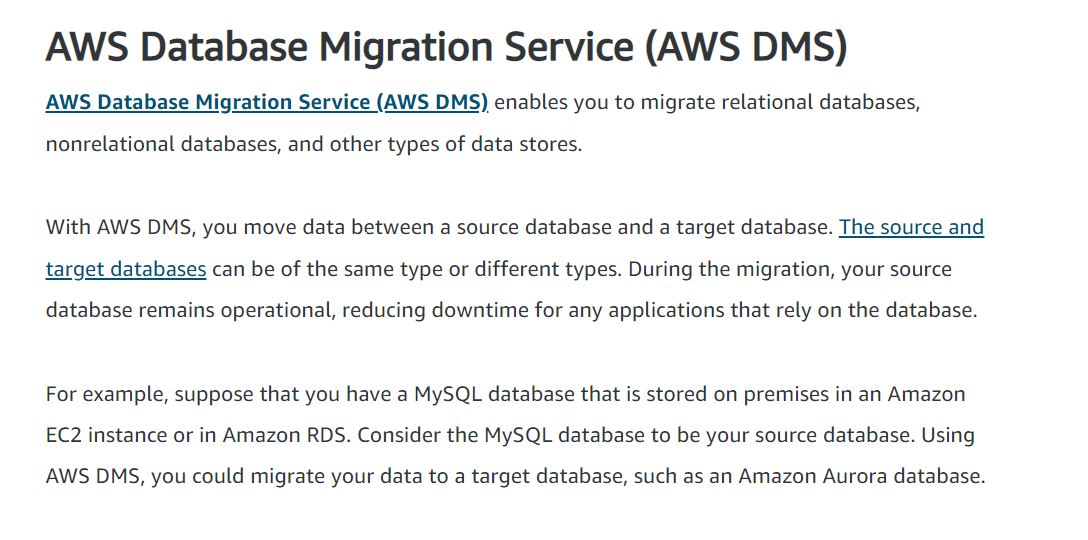 AWS Database Migration Service (AWS DMS)
AWS Database Migration Service (AWS DMS) enables you to migrate relational databases,
nonrelational databases, and other types of data stores.
With AWS DMS, you move data between a source database and a target database. The source and
target databases can be of the same type or different types. During the migration, your source
database remains operational, reducing downtime for any applications that rely on the database.
For example, suppose that you have a MySQL database that is stored on premises in an Amazon
EC2 instance or in Amazon RDS. Consider the MySQL database to be your source database. Using
AWS DMS, you could migrate your data to a target database, such as an Amazon Aurora database.